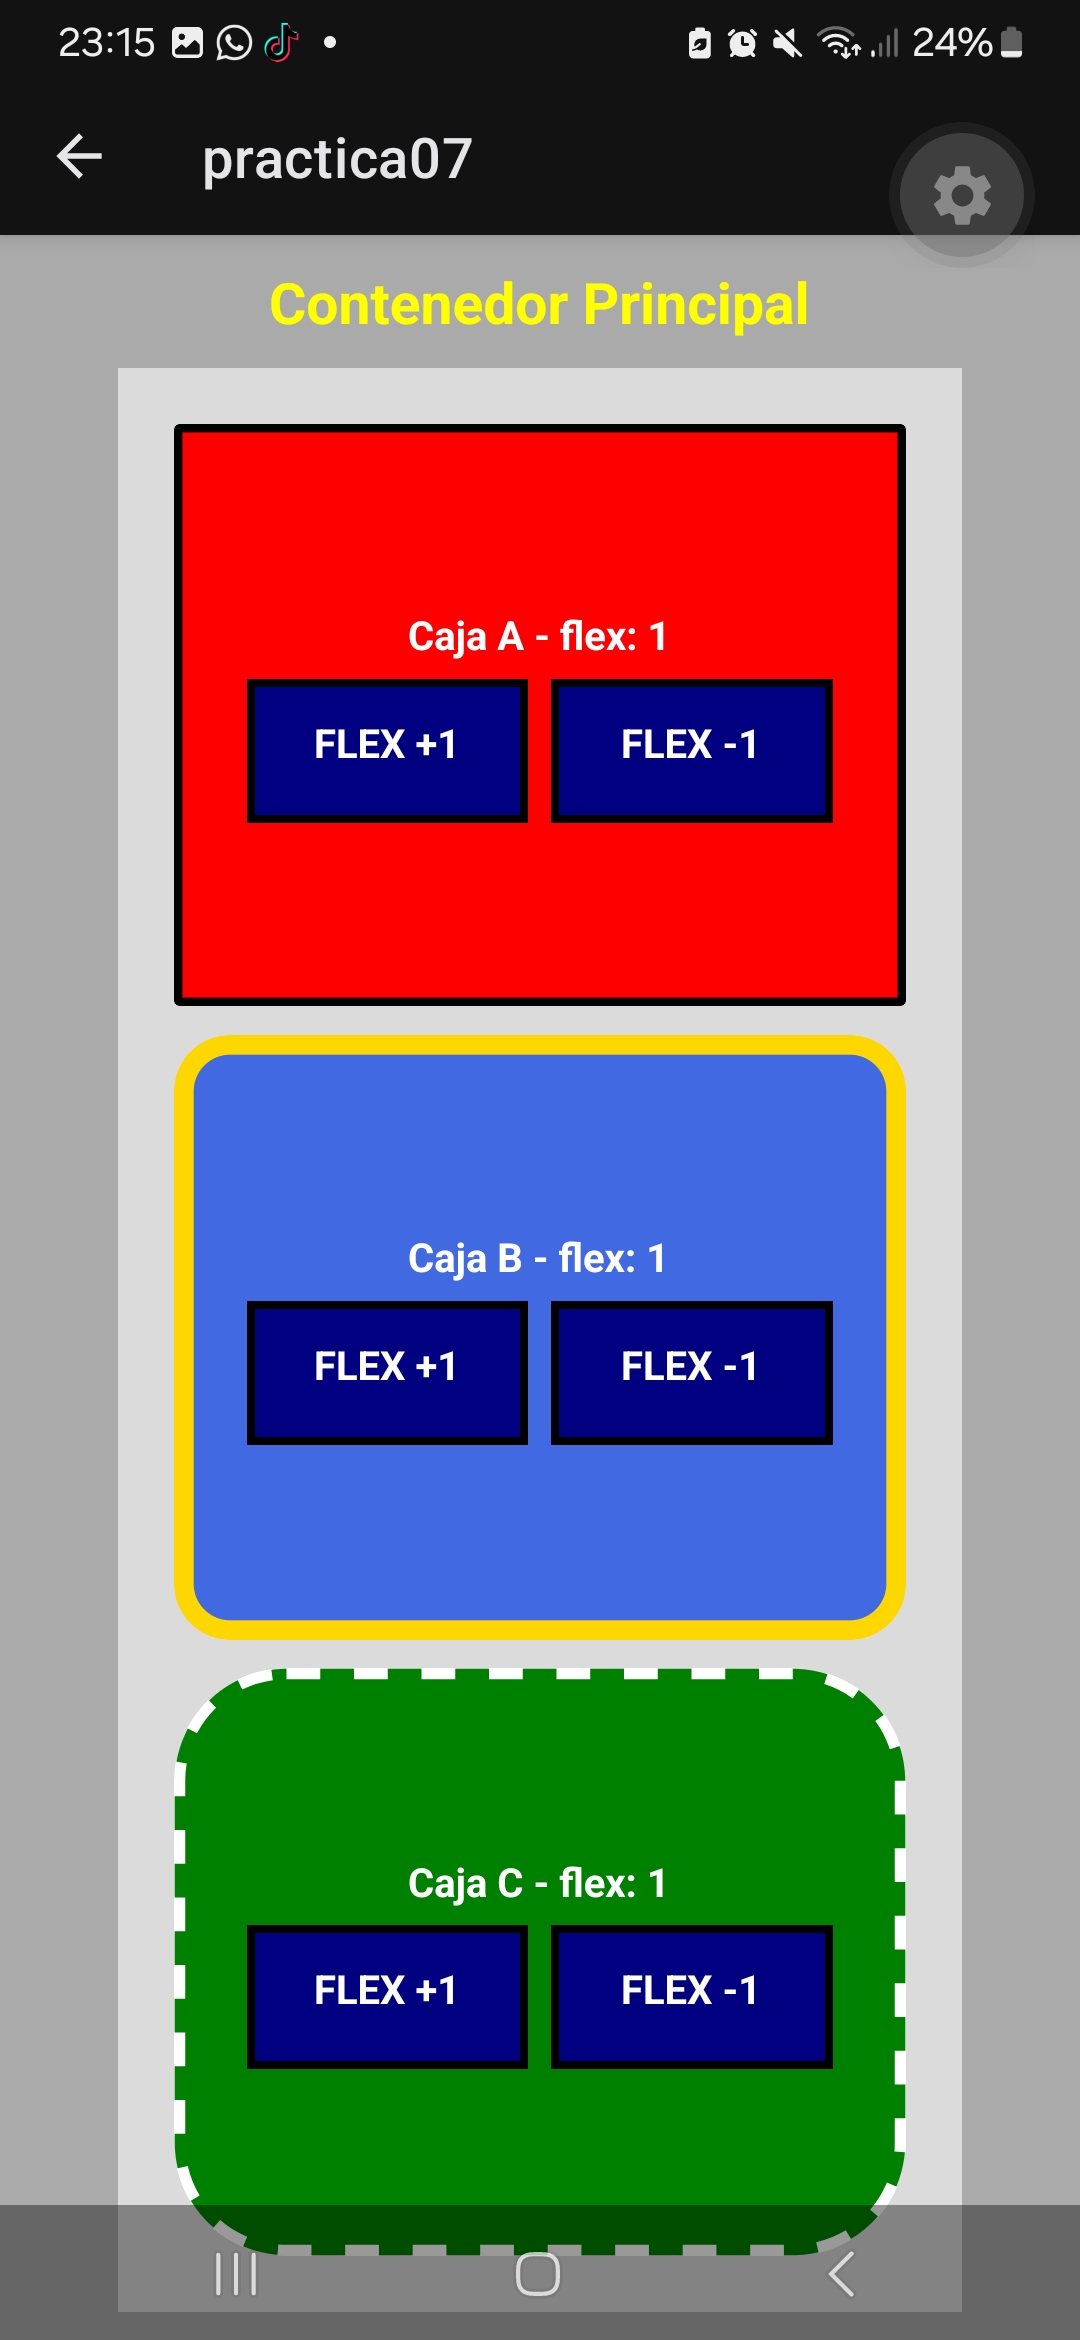 23:15
24%
practica07
Contenedor Principal
Caja A - flex: 1
FLEX +1 FLEX -1
Caja B - flex: 1
FLEX +1 FLEX -1
Caja C - flex: 1
FLEX +1 FLEX -1